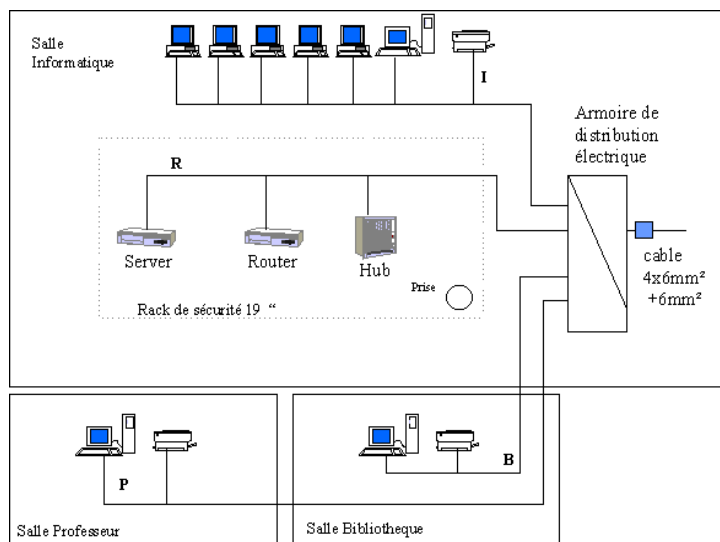 Salle
Informatique
I
Armoire de
distribution
électrique
R
Server
Router
Hub
Prise
Rack de sécurité 19 “
cable
4x6mm²
+6mm²
P
B
Salle Professeur
Salle Bibliotheque